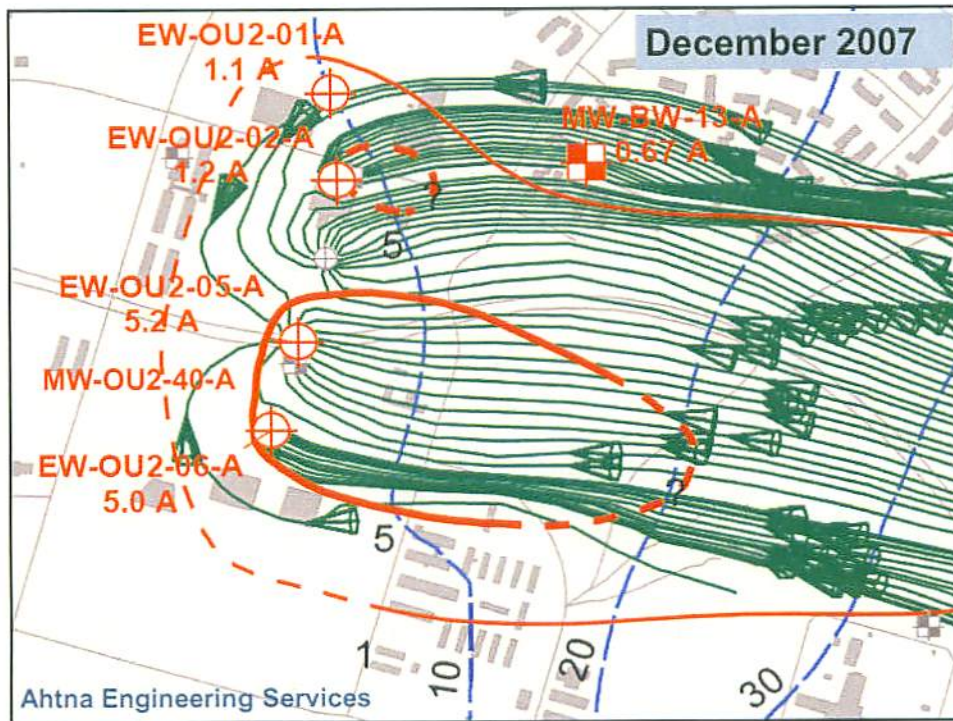 December 2007
EW-OU2-01-A
1.1 A
EW-OU2-02-A
1.2 A
MW-BW-13-A
0.67 A
?
5
EW-OU2-05-A
5.2 A
MW-OU2-40-A
EW-OU2-06-A
5.0 A
?
5
1
10
20
30
Ahtna Engineering Services